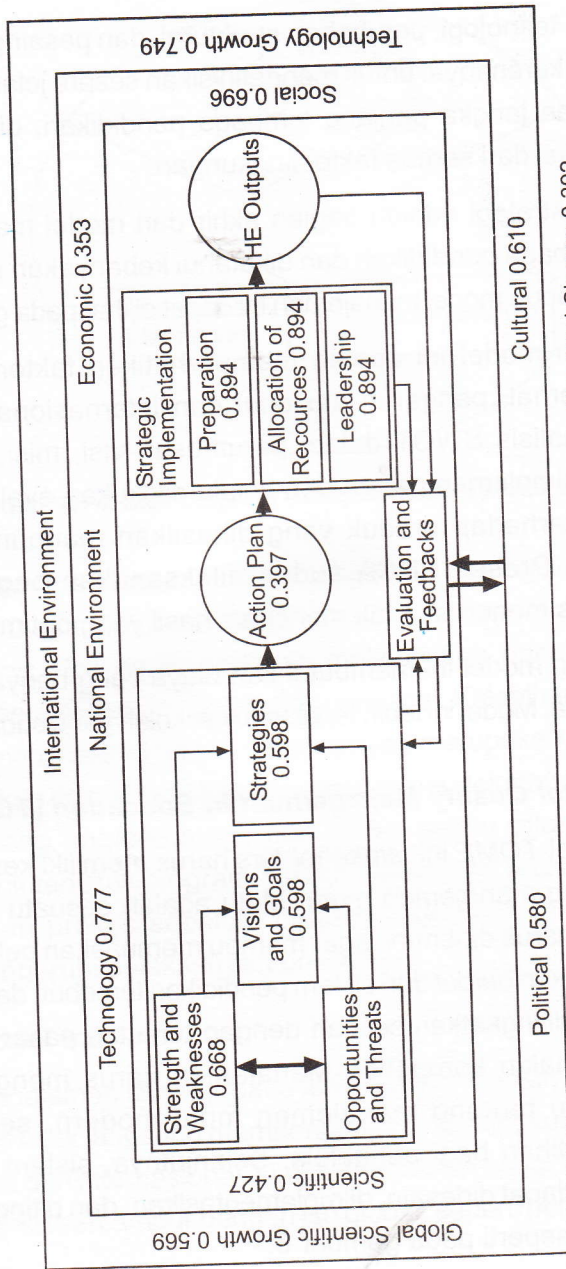 International Environment
National Environment
Technology 0.777
Economic 0.353
Global Scientific Growth 0.569
Scientific 0.427
Strength and
Weaknesses
0.668
Opportunities
and Threats
Visions
and Goals
0.598
Strategies
0.598
Action Plan
0.397
Strategic
Implementation
Preparation
0.894
Allocation of
Recources 0.894
Leadership
0.894
HE Outputs
Evaluation and
Feedbacks
Social 0.696
Technology Growth 0.749
Political 0.580
Cultural 0.610